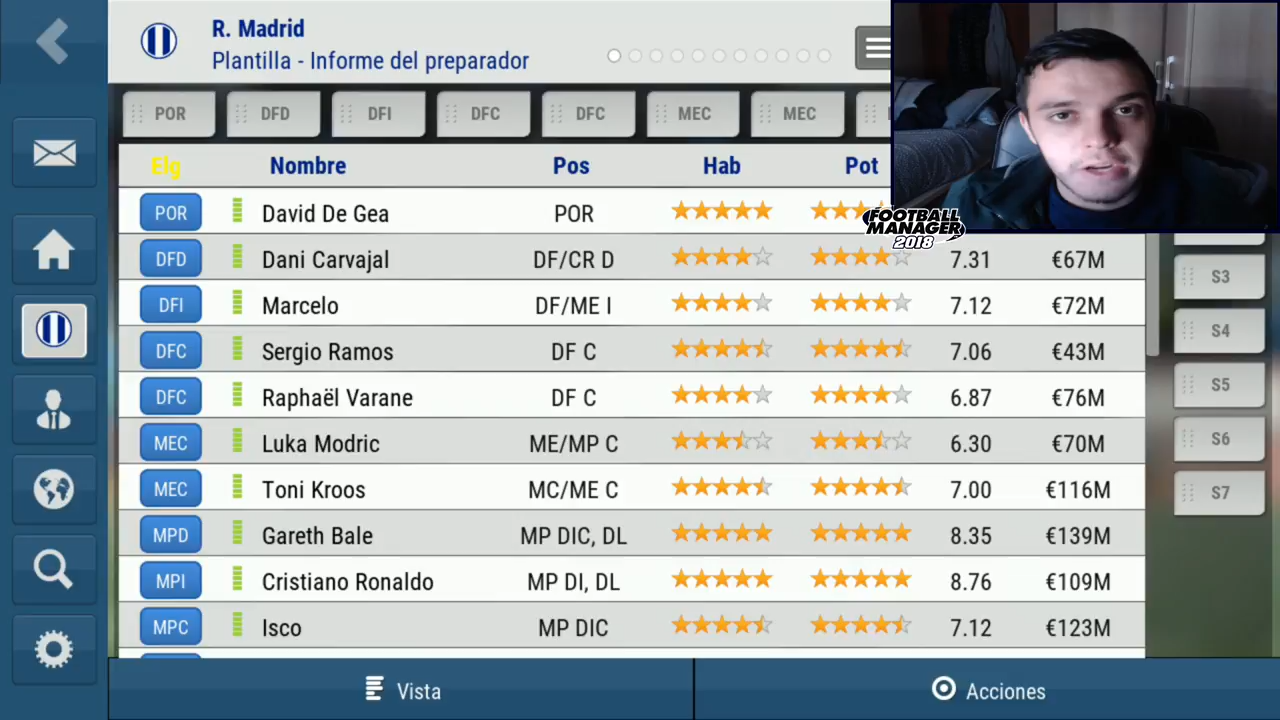 R. Madrid
Plantilla - Informe del preparador
POR DFD DFI DFC DFC MEC MEC
Elg Nombre Pos Hab Pot
POR David De Gea POR
FOOTBALL
MANAGER
2018
DFD Dani Carvajal DF/CR D 7.31 €67M
S3
DFI Marcelo DF/ME I 7.12 €72M
S4
DFC Sergio Ramos DF C 7.06 €43M
S5
DFC Raphaël Varane DF C 6.87 €76M
S6
MEC Luka Modric ME/MP C 6.30 €70M
MEC Toni Kroos MC/ME C 7.00 €116M
S7
MPD Gareth Bale MP DIC, DL 8.35 €139M
MPI Cristiano Ronaldo MP DI, DL 8.76 €109M
MPC Isco MP DIC 7.12 €123M
Vista
Acciones